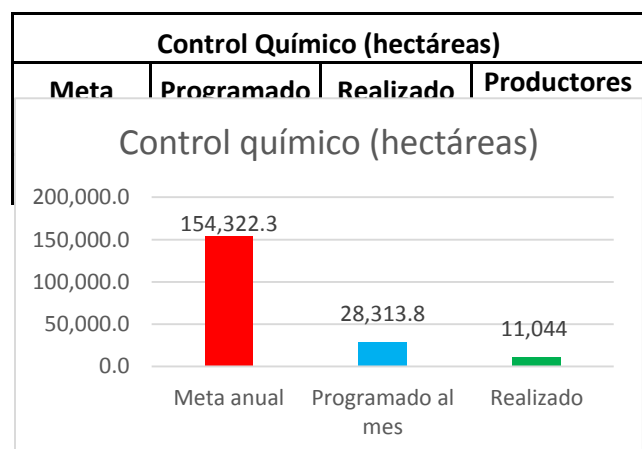 Control Químico (hectáreas)
Meta Programado Realizado Productores
Control químico (hectáreas)
200,000.0
154,322.3
150,000.0
100,000.0
28,313.8
50,000.0
11,044
0.0
Meta anual Programado al mes Realizado